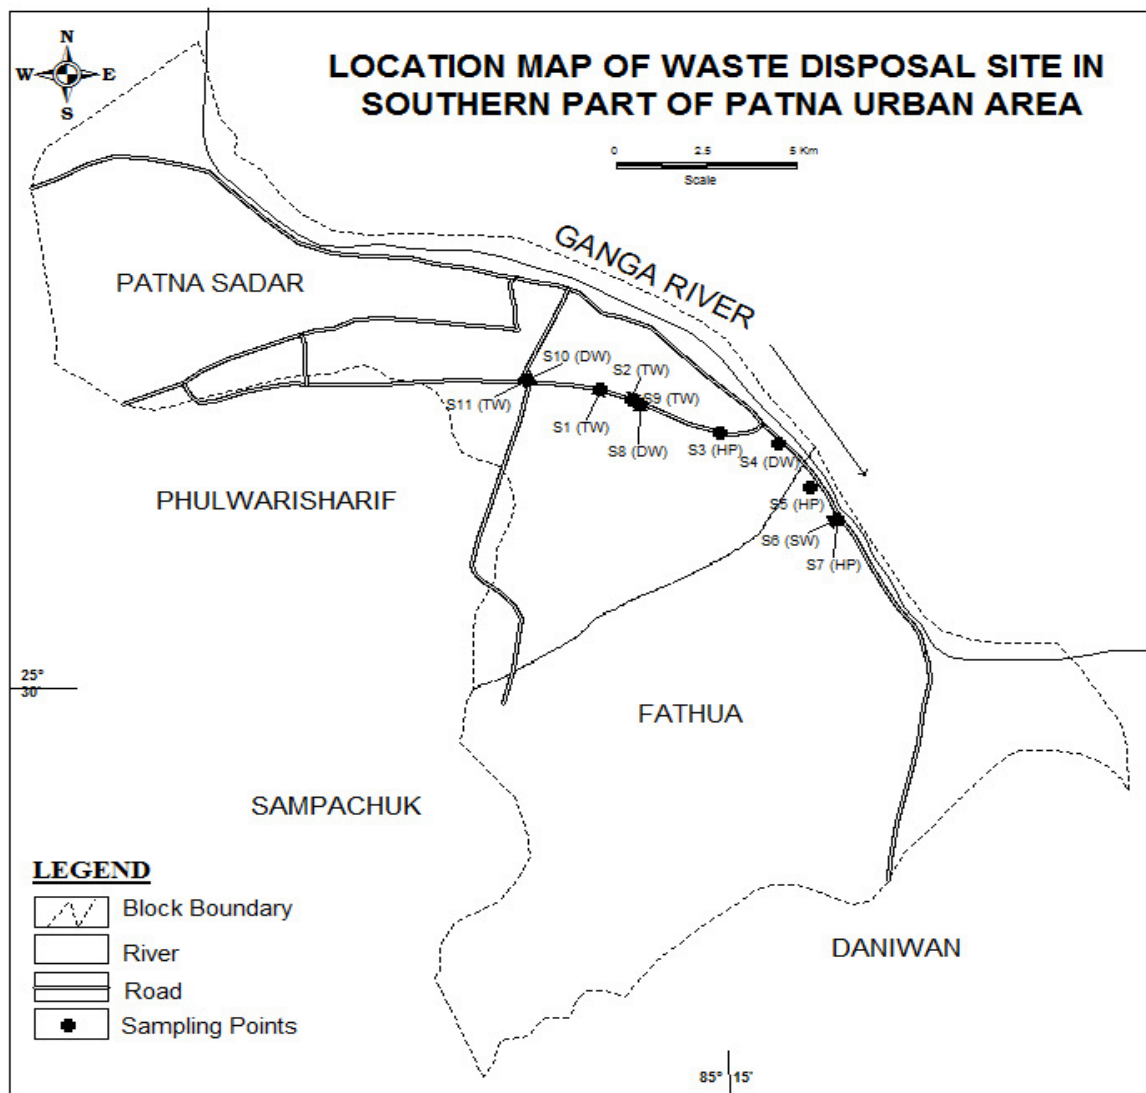 N
W E
S
LOCATION MAP OF WASTE DISPOSAL SITE IN
SOUTHERN PART OF PATNA URBAN AREA
0 2.5 5 Km
Scale
GANGA RIVER
PATNA SADAR
S10 (DW)
S2 (TW)
S11 (TW)
S9 (TW)
S1 (TW)
S8 (DW)
S3 (HP)
S4 (DW)
PHULWARISHARIF
S5 (HP)
S6 (SW)
S7 (HP)
25°
30'
FATHUA
SAMPACHUK
LEGEND
Block Boundary
River
Road
Sampling Points
DANIWAN
85° 15'